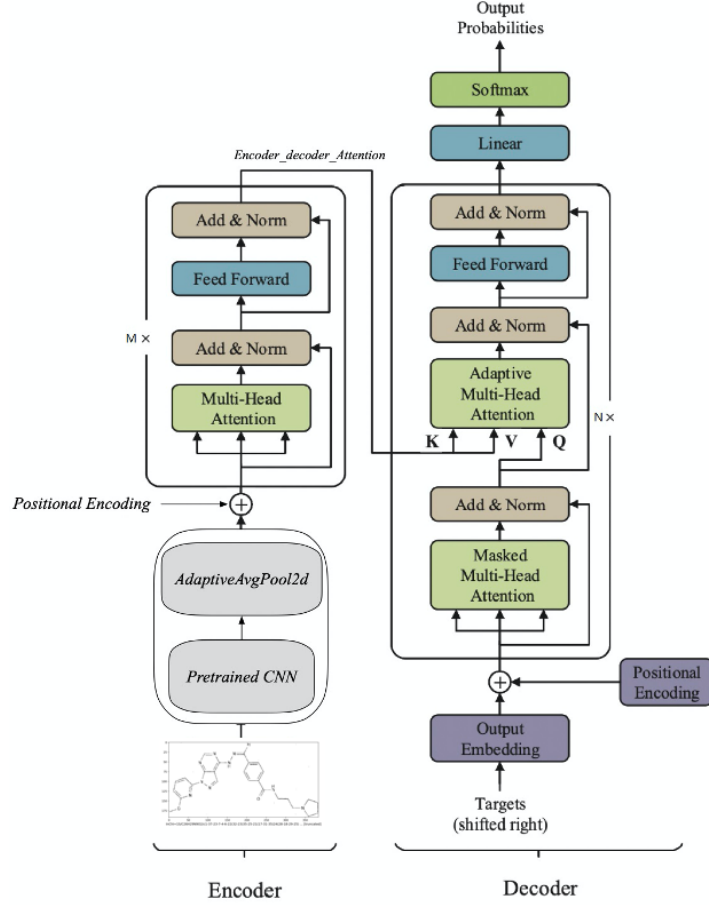 Output
Probabilities
Softmax
Linear
Encoder_decoder_Attention
Add & Norm
Feed Forward
Add & Norm
Multi-Head
Attention
M ×
Positional Encoding
AdaptiveAvgPool2d
Pretrained CNN
Encoder
Add & Norm
Feed Forward
Add & Norm
Adaptive
Multi-Head
Attention
N×
K V Q
Add & Norm
Masked
Multi-Head
Attention
Positional
Encoding
Output
Embedding
Targets
(shifted right)
Decoder